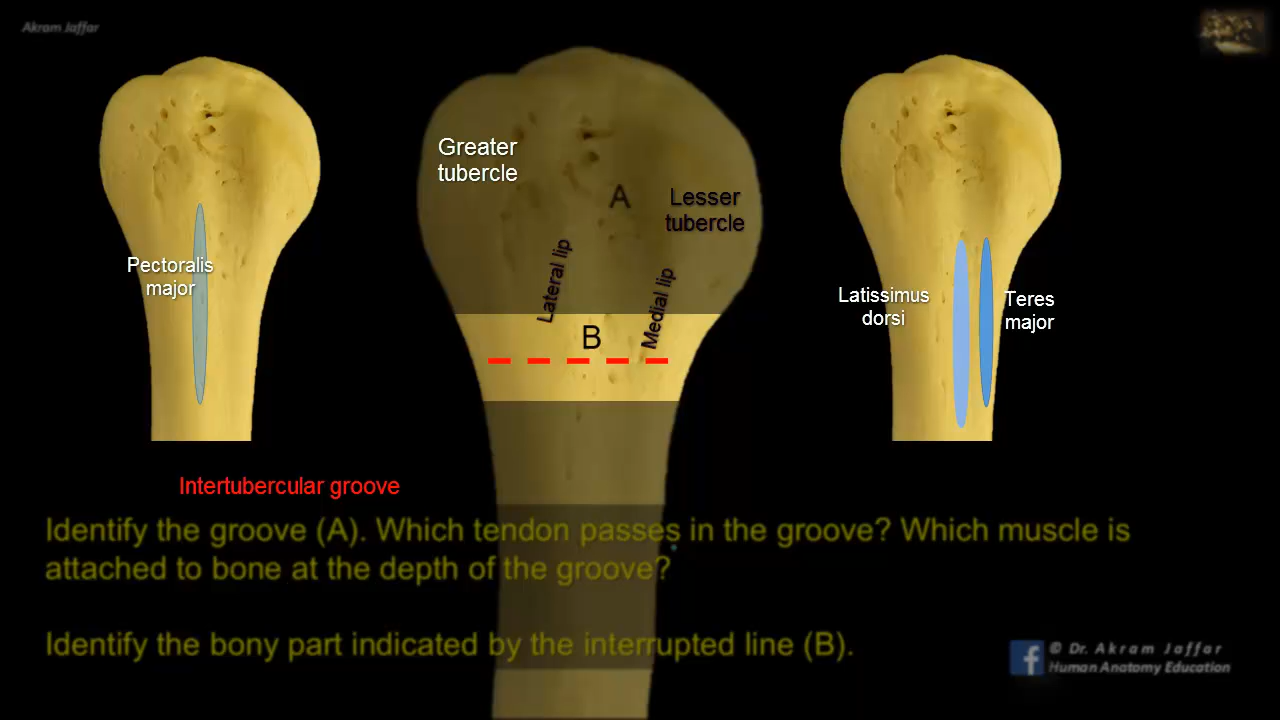 Akram Jaffar
Greater
tubercle
A
Lesser
tubercle
Lateral lip
Medial lip
B
Pectoralis
major
Latissimus
dorsi
Teres
major
Intertubercular groove
Identify the groove (A). Which tendon passes in the groove? Which muscle is
attached to bone at the depth of the groove?
Identify the bony part indicated by the interrupted line (B).
f
© Dr. Akram Jaffar
Human Anatomy Education